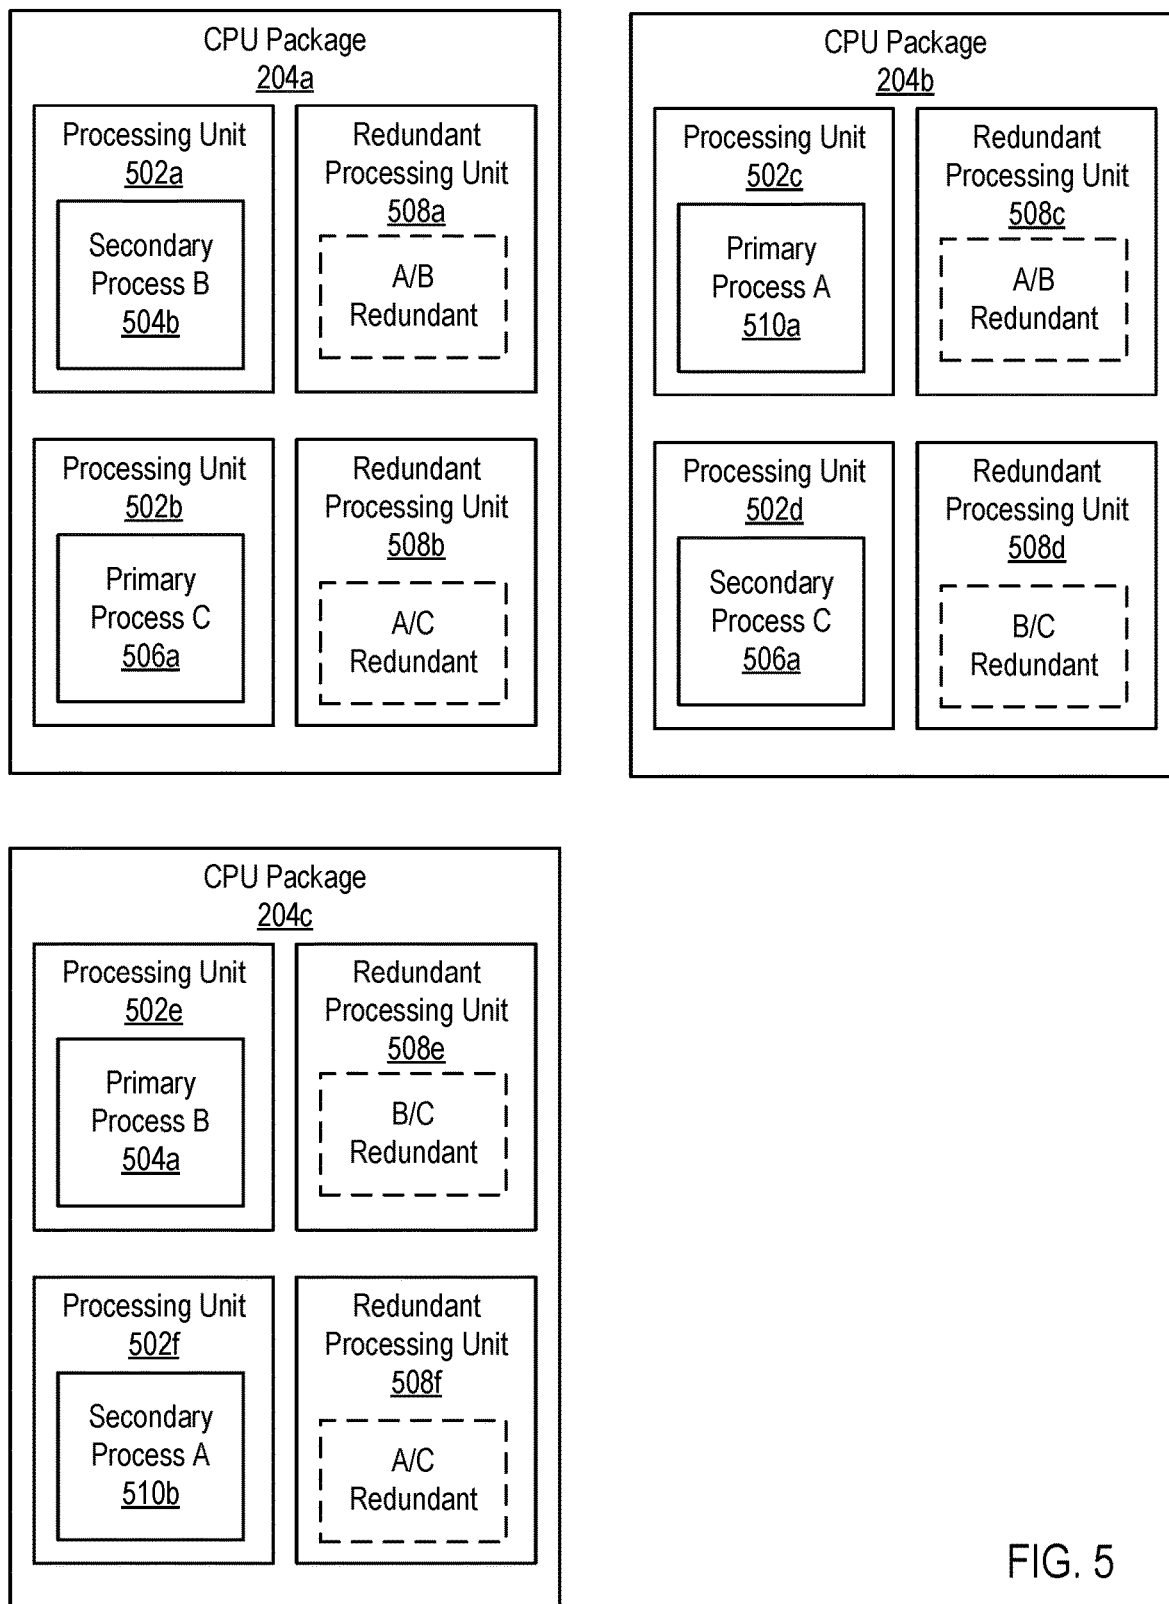 CPU Package
204a
Processing Unit
502a
Secondary
Process B
504b
Redundant
Processing Unit
508a
A/B
Redundant
Processing Unit
502b
Primary
Process C
506a
Redundant
Processing Unit
508b
A/C
Redundant
CPU Package
204b
Processing Unit
502c
Primary
Process A
510a
Redundant
Processing Unit
508c
A/B
Redundant
Processing Unit
502d
Secondary
Process C
506a
Redundant
Processing Unit
508d
B/C
Redundant
CPU Package
204c
Processing Unit
502e
Primary
Process B
504a
Redundant
Processing Unit
508e
B/C
Redundant
Processing Unit
502f
Secondary
Process A
510b
Redundant
Processing Unit
508f
A/C
Redundant
FIG. 5